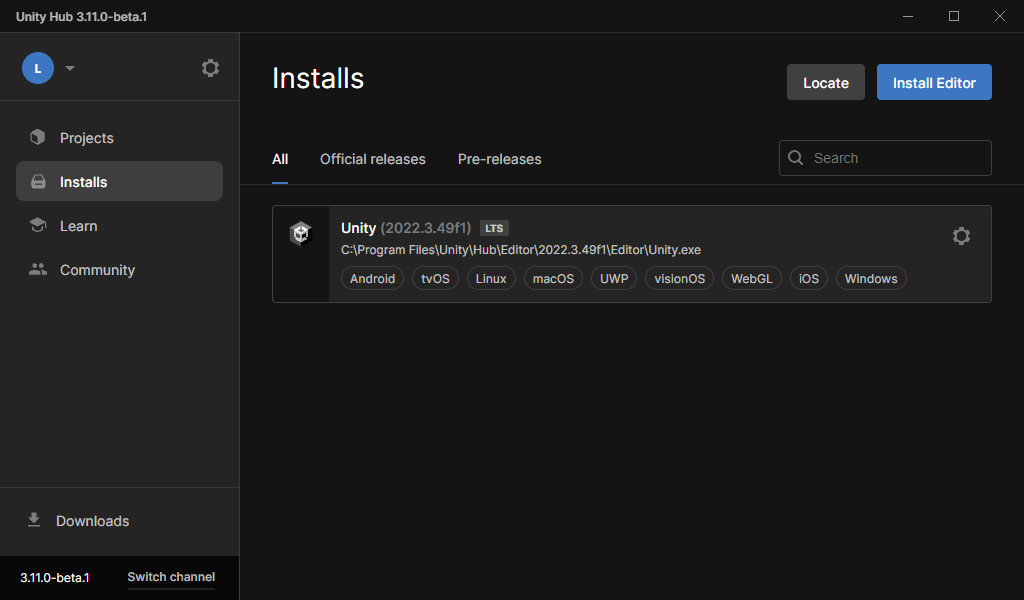 Unity Hub 3.11.0-beta.1
L
Projects
Installs
Learn
Community
Downloads
3.11.0-beta.1 Switch channel
Installs
Locate Install Editor
All Official releases Pre-releases Search
Unity (2022.3.49f1) LTS
C:\Program Files\Unity\Hub\Editor\2022.3.49f1\Editor\Unity.exe
Android tvOS Linux macOS UWP visionOS WebGL iOS Windows